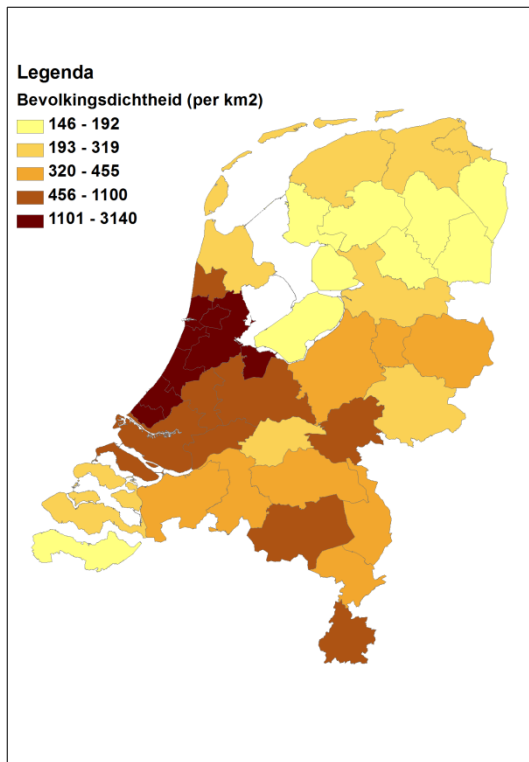 Legenda
Bevolkingsdichtheid (per km2)
146 - 192
193 - 319
320 - 455
456 - 1100
1101 - 3140